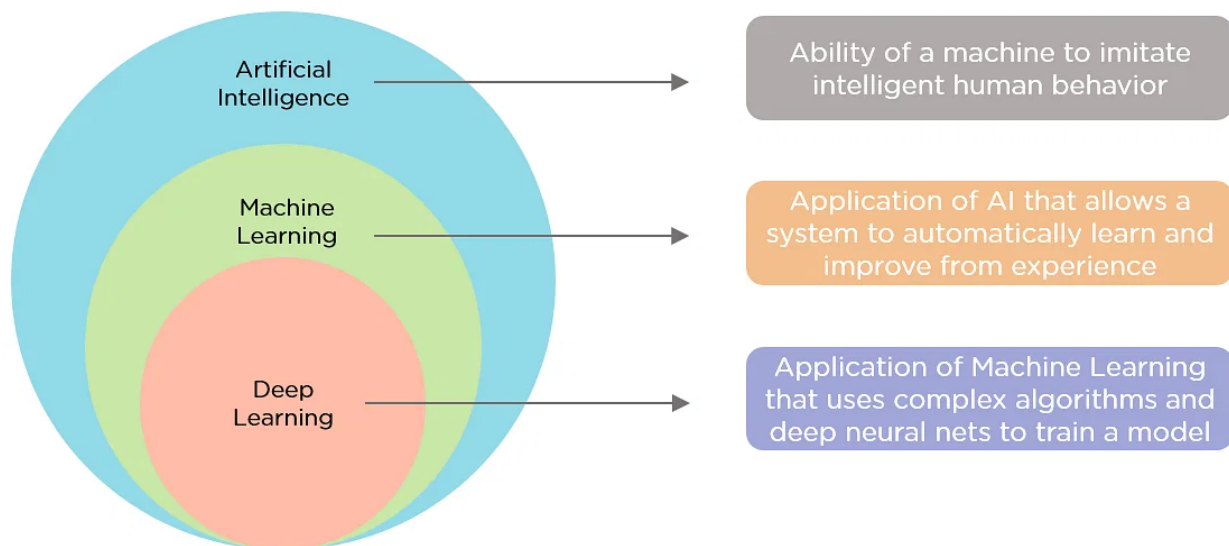 Artificial
Intelligence
Ability of a machine to imitate
intelligent human behavior
Machine
Learning
Application of AI that allows a
system to automatically learn and
improve from experience
Deep
Learning
Application of Machine Learning
that uses complex algorithms and
deep neural nets to train a model